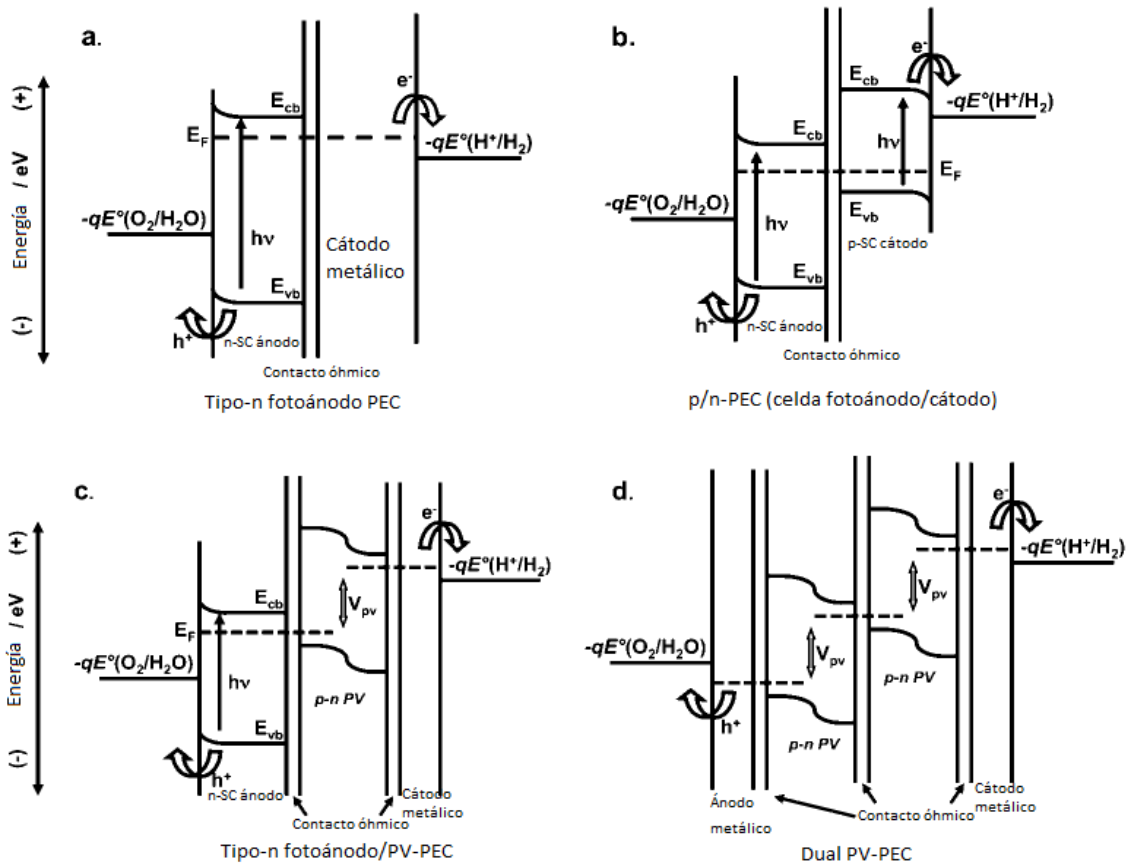 a.
(+)
Energía / eV
(-)
E_F
-qE°(O₂/H₂O)
E_cb
hν
E_vb
h⁺
n-SC ánodo
Cátodo
metálico
e⁻
-qE°(H⁺/H₂)
Contacto óhmico
Tipo-n fotoánodo PEC
b.
-qE°(O₂/H₂O)
E_cb
hν
E_vb
h⁺
n-SC ánodo
E_cb
hν
E_vb
p-SC cátodo
e⁻
-qE°(H⁺/H₂)
E_F
Contacto óhmico
p/n-PEC (celda fotoánodo/cátodo)
c.
(+)
Energía / eV
(-)
E_cb
E_F
-qE°(O₂/H₂O)
hν
E_vb
h⁺
n-SC ánodo
V_pv
p-n PV
e⁻
-qE°(H⁺/H₂)
Cátodo
metálico
Contacto óhmico
Tipo-n fotoánodo/PV-PEC
d.
-qE°(O₂/H₂O)
h⁺
V_pv
p-n PV
V_pv
p-n PV
e⁻
-qE°(H⁺/H₂)
Ánodo
metálico
Contacto óhmico
Cátodo
metálico
Dual PV-PEC